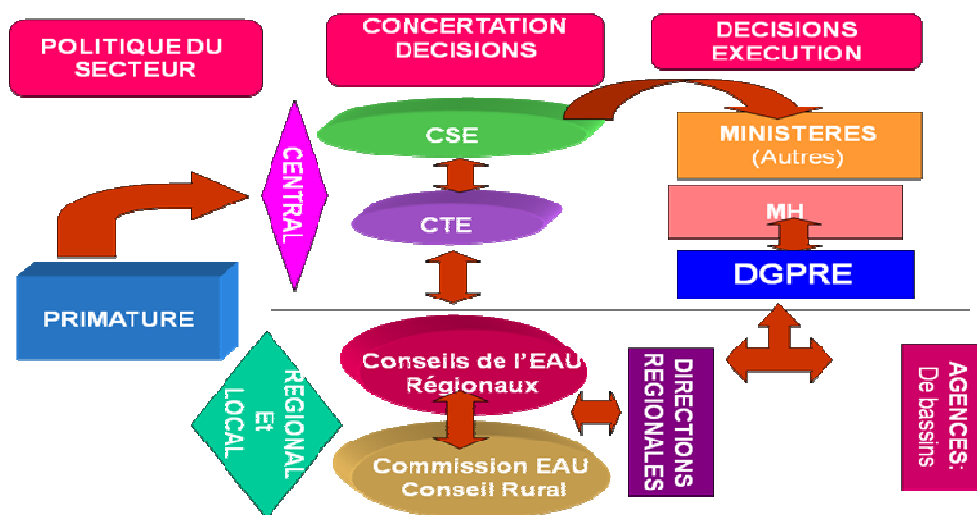 POLITIQUE DU
SECTEUR
CONCERTATION
DECISIONS
DECISIONS
EXECUTION
CENTRAL
CSE
CTE
MINISTERES
(Autres)
MH
DGPRE
PRIMATURE
REGIONAL
Et
LOCAL
Conseils de l’EAU
Régionaux
Commission EAU
Conseil Rural
DIRECTIONS
REGIONALES
AGENCES:
De bassins